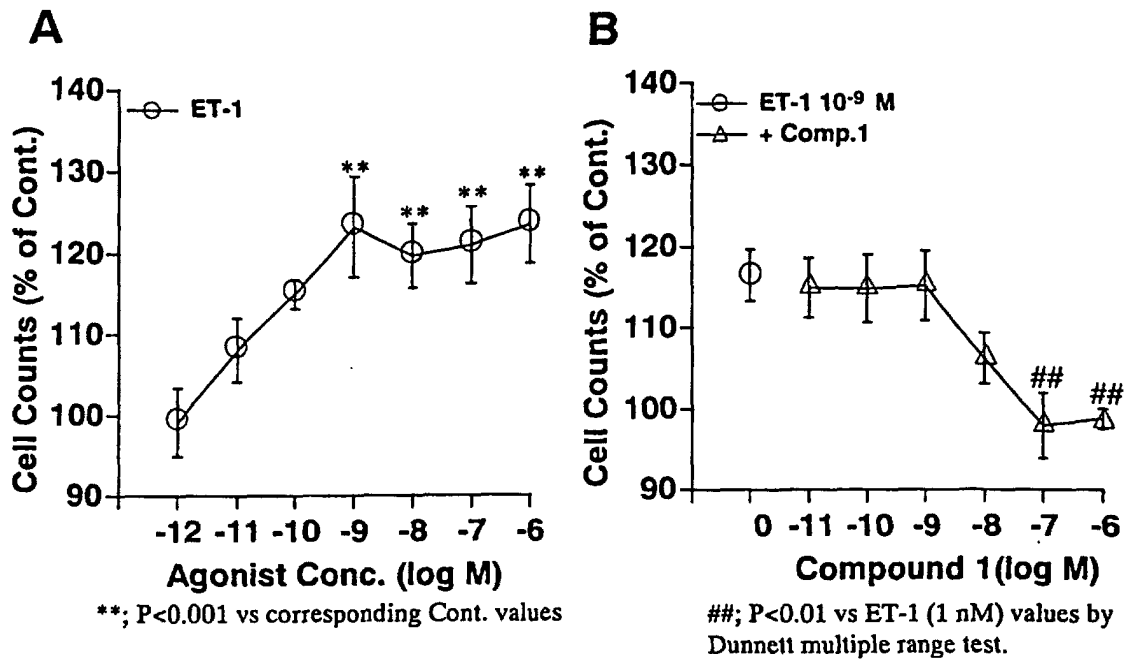 A
ET-1
Cell Counts (% of Cont.)
140
130
120
110
100
90
**
**
**
**
-12 -11 -10 -9 -8 -7 -6
Agonist Conc. (log M)
**; P<0.001 vs corresponding Cont. values
B
ET-1 10⁻⁹ M
+ Comp.1
Cell Counts (% of Cont.)
140
130
120
110
100
90
##
##
0 -11 -10 -9 -8 -7 -6
Compound 1(log M)
##; P<0.01 vs ET-1 (1 nM) values by
Dunnett multiple range test.